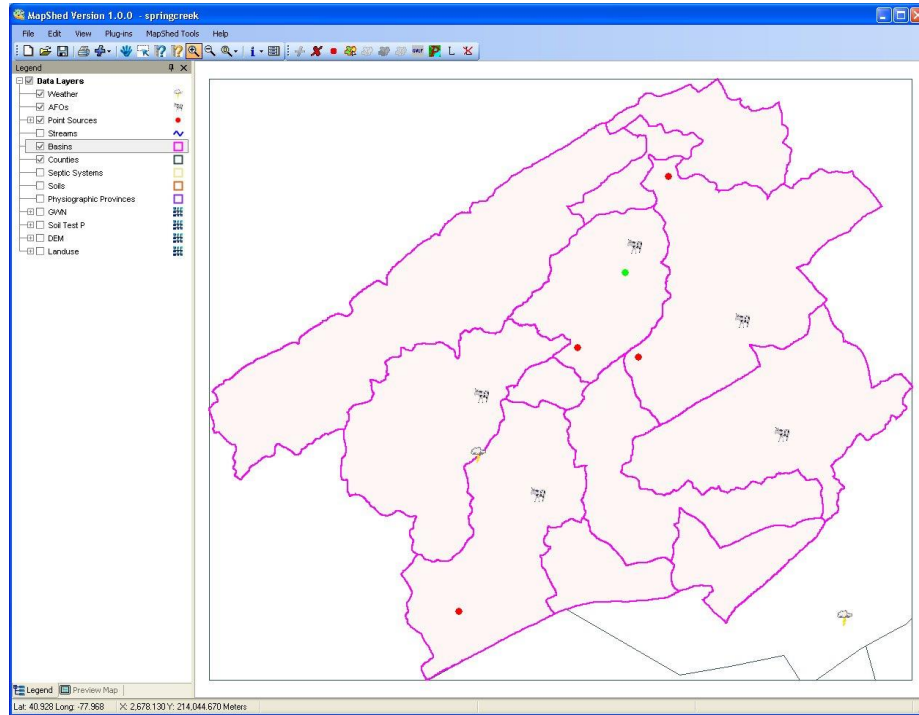 MapShed Version 1.0.0 - springcreek
File Edit View Plug-ins MapShed Tools Help
Legend
Data Layers
Weather
AFOs
Point Sources
Streams
Basins
Counties
Septic Systems
Soils
Physiographic Provinces
GWN
Soil Test P
DEM
Landuse
Legend Preview Map
Lat: 40.928 Long: -77.968 X: 2,678.130 Y: 214,044.670 Meters